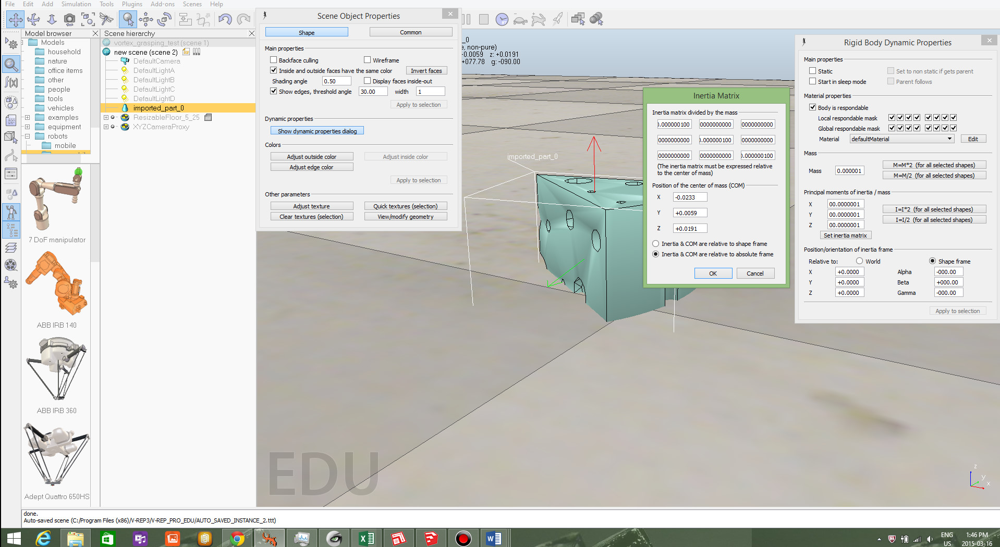 File Edit Add Simulation Tools Plugins Add-ons Scenes Help
Model browser
Models
household
nature
office items
other
people
tools
vehicles
examples
equipment
robots
mobile
7 DoF manipulator
ABB IRB 140
ABB IRB 360
Adept Quattro 650HS
Scene hierarchy
vortex_grasping_test (scene 1)
new scene (scene 2)
DefaultCamera
DefaultLightA
DefaultLightB
DefaultLightC
DefaultLightD
imported_part_0
ResizableFloor_5_25
XYZCameraProxy
Scene Object Properties
Shape Common
Main properties
Backface culling Wireframe
Inside and outside faces have the same color Invert faces
Shading angle 0.50 Display faces inside-out
Show edges, threshold angle 30.00 width 1
Apply to selection
Dynamic properties
Show dynamic properties dialog
Colors
Adjust outside color Adjust inside color
Adjust edge color
Apply to selection
Other parameters
Adjust texture Quick textures (selection)
Clear textures (selection) View/modify geometry
_0
e, non-pure)
-0.0059 z: +0.0191
+077.78 g: -090.00
imported_part_0
EDU
z
y
x
Inertia Matrix
Inertia matrix divided by the mass
0.000000100 0000000000 0000000000
0000000000 0.000000100 0000000000
0000000000 0000000000 0.000000100
(The inertia matrix must be expressed relative
to the center of mass)
Position of the center of mass (COM)
X -0.0233
Y +0.0059
Z +0.0191
Inertia & COM are relative to shape frame
Inertia & COM are relative to absolute frame
OK Cancel
Rigid Body Dynamic Properties
Main properties
Static Set to non static if gets parent
Start in sleep mode Parent follows
Material properties
Body is respondable
Local respondable mask
Global respondable mask
Material defaultMaterial Edit
Mass
Mass 0.000001 M=M*2 (for all selected shapes)
M=M/2 (for all selected shapes)
Principal moments of inertia / mass
X 00.0000001 I=I*2 (for all selected shapes)
Y 00.0000001 I=I/2 (for all selected shapes)
Z 00.0000001
Set inertia matrix
Position/orientation of inertia frame
Relative to: World Shape frame
X +0.0000 Alpha -000.00
Y +0.0000 Beta +000.00
Z +0.0000 Gamma -000.00
Apply to selection
done.
Auto-saved scene (C:/Program Files (x86)/V-REP3/V-REP_PRO_EDU/AUTO_SAVED_INSTANCE_2.ttt)
ENG 1:46 PM
US 2015-03-16